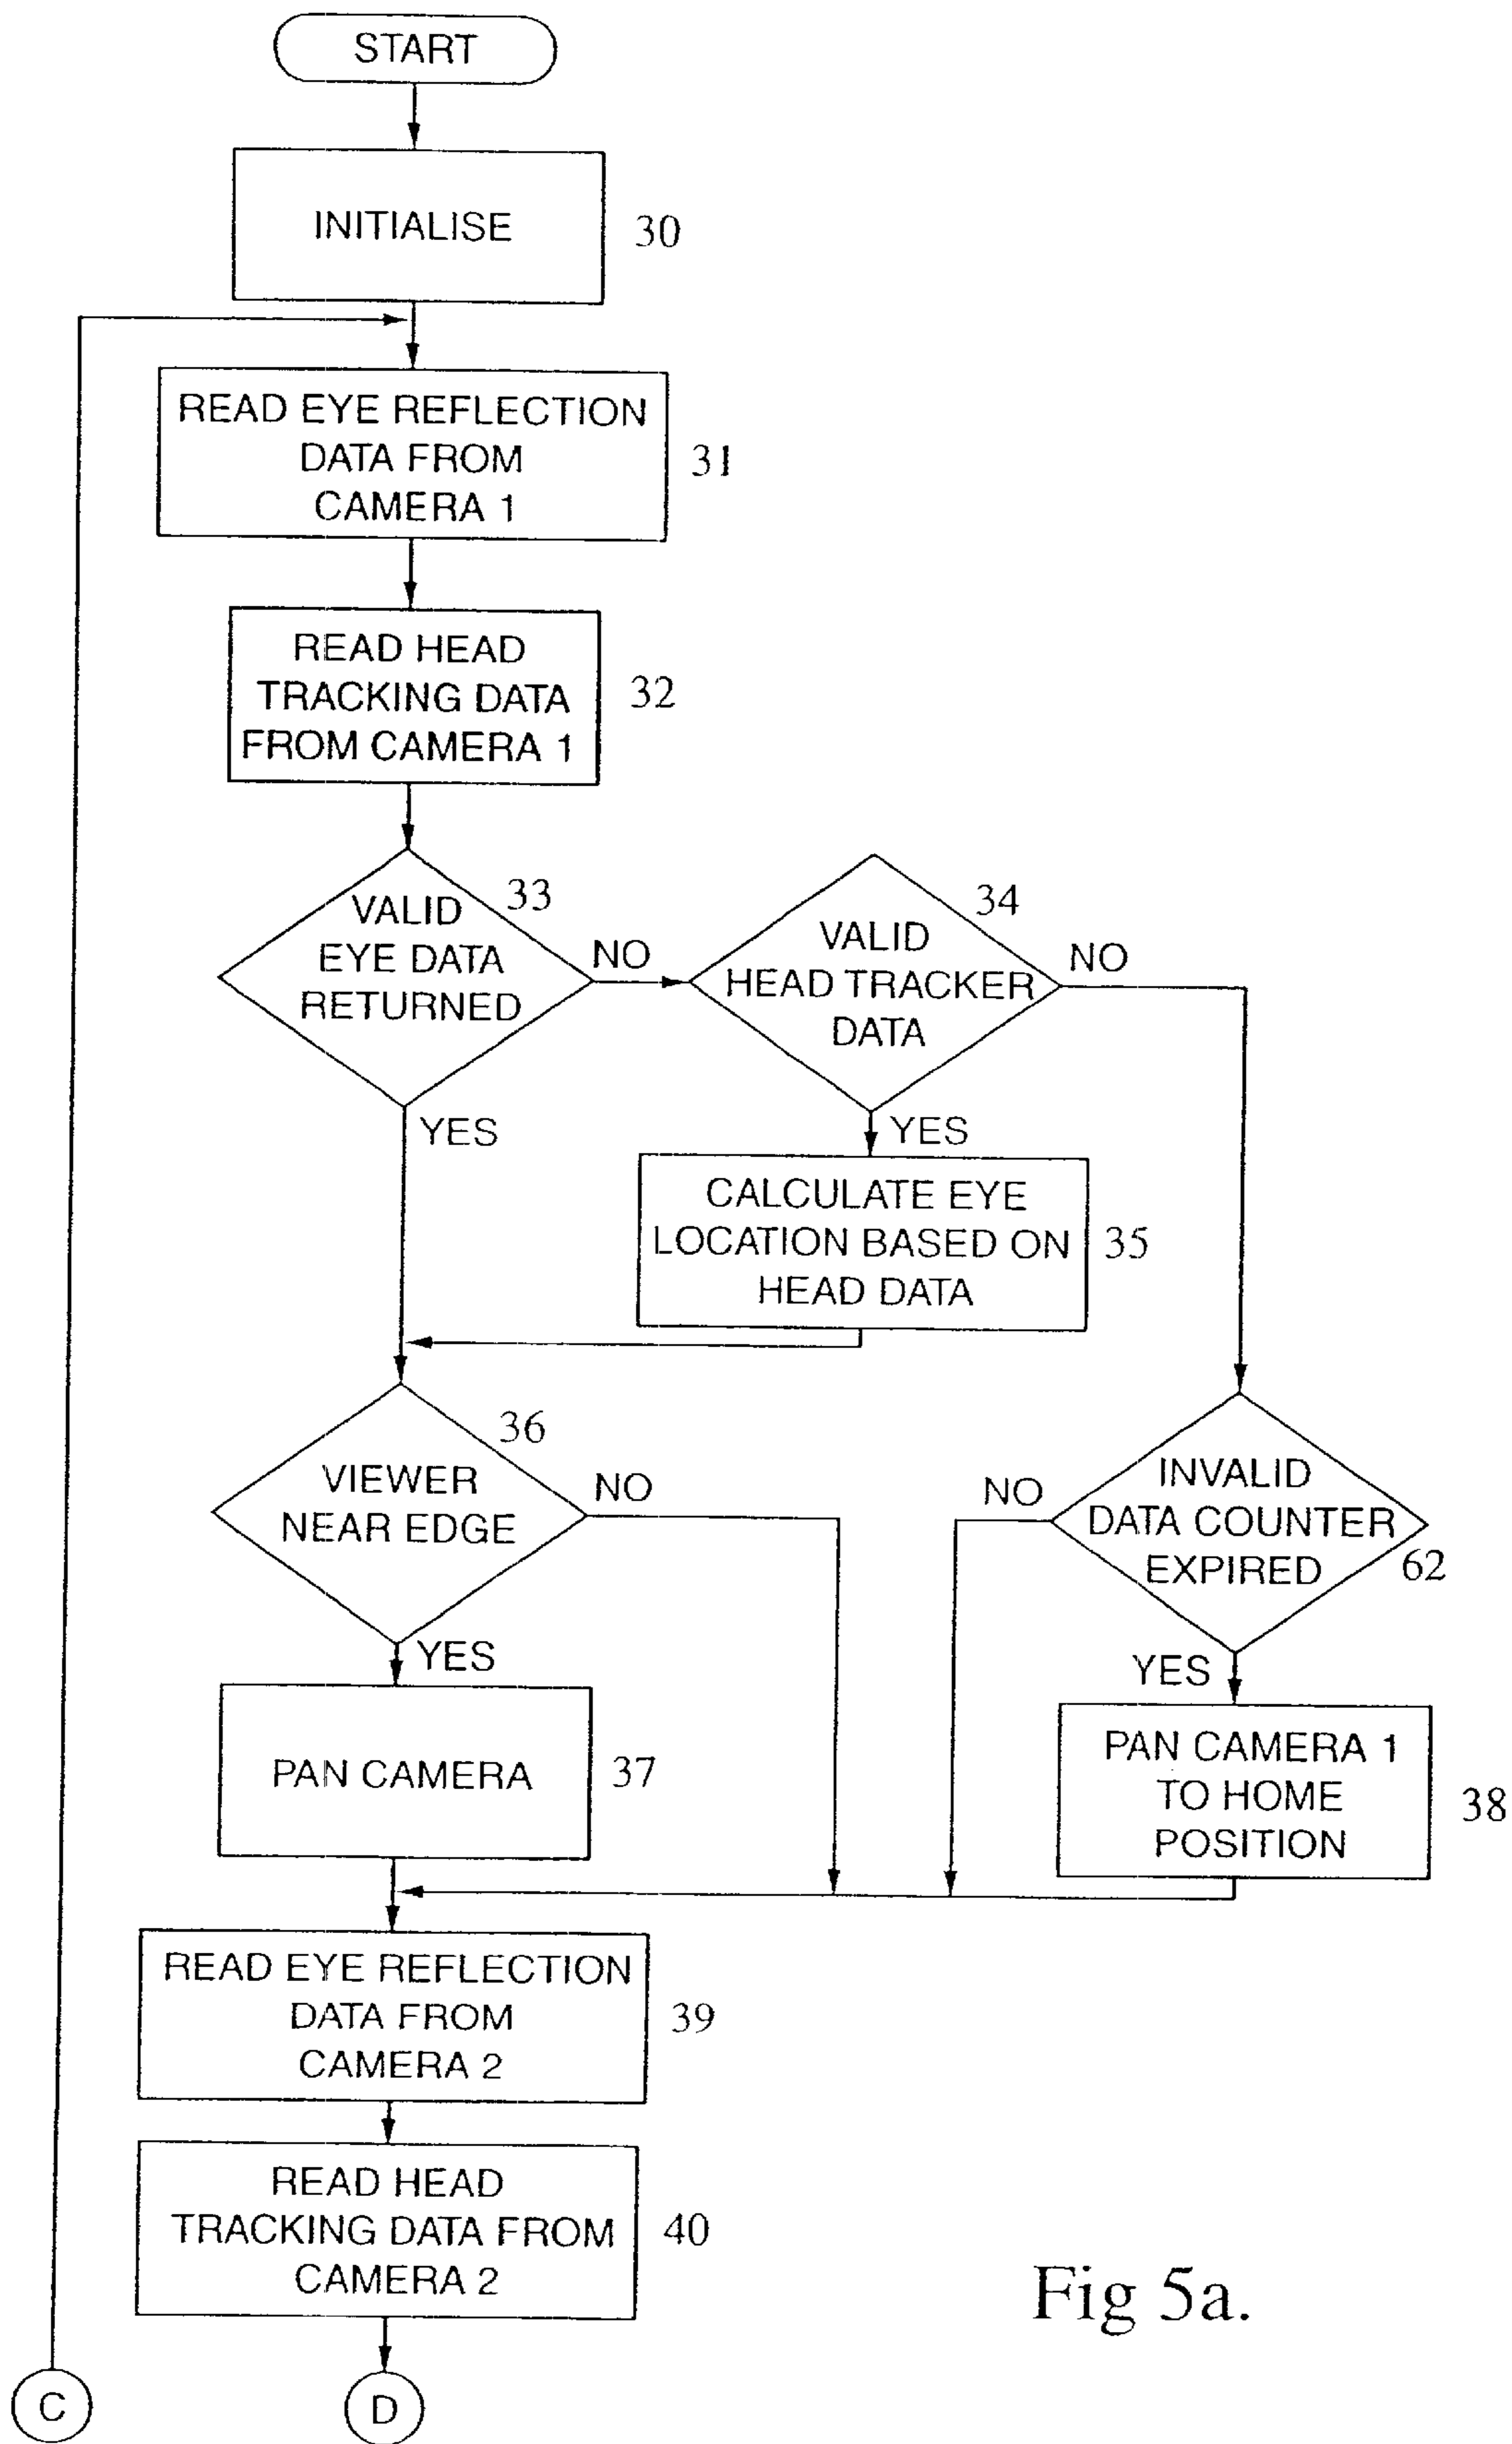 START
INITIALISE
30
READ EYE REFLECTION
DATA FROM
CAMERA 1
31
READ HEAD
TRACKING DATA
FROM CAMERA 1
32
VALID
EYE DATA
RETURNED
33
NO
YES
VALID
HEAD TRACKER
DATA
34
NO
YES
CALCULATE EYE
LOCATION BASED ON
HEAD DATA
35
VIEWER
NEAR EDGE
36
NO
YES
INVALID
DATA COUNTER
EXPIRED
62
NO
YES
PAN CAMERA
37
PAN CAMERA 1
TO HOME
POSITION
38
READ EYE REFLECTION
DATA FROM
CAMERA 2
39
READ HEAD
TRACKING DATA FROM
CAMERA 2
40
Fig 5a.
C
D